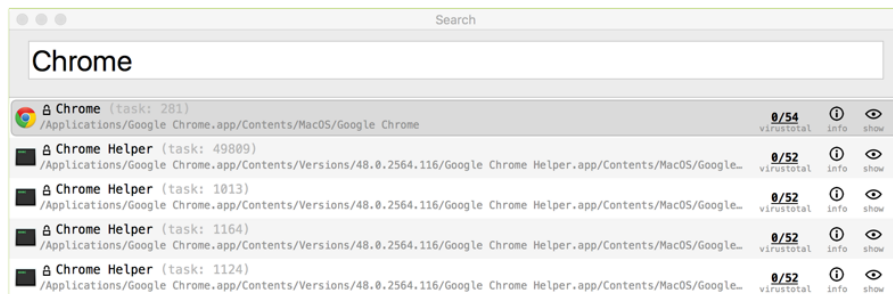 Search
Chrome
Chrome (task: 281)
/Applications/Google Chrome.app/Contents/MacOS/Google Chrome
0/54
virustotal
info
show
Chrome Helper (task: 49809)
/Applications/Google Chrome.app/Contents/Versions/48.0.2564.116/Google Chrome Helper.app/Contents/MacOS/Google…
0/52
virustotal
info
show
Chrome Helper (task: 1013)
/Applications/Google Chrome.app/Contents/Versions/48.0.2564.116/Google Chrome Helper.app/Contents/MacOS/Google…
0/52
virustotal
info
show
Chrome Helper (task: 1164)
/Applications/Google Chrome.app/Contents/Versions/48.0.2564.116/Google Chrome Helper.app/Contents/MacOS/Google…
0/52
virustotal
info
show
Chrome Helper (task: 1124)
/Applications/Google Chrome.app/Contents/Versions/48.0.2564.116/Google Chrome Helper.app/Contents/MacOS/Google…
0/52
virustotal
info
show